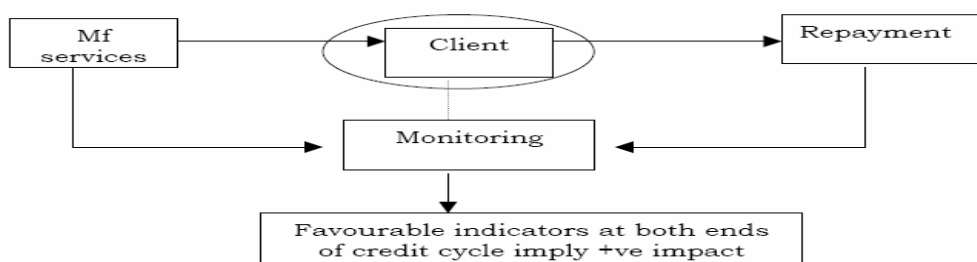 Mf
services
Client
Repayment
Monitoring
Favourable indicators at both ends
of credit cycle imply +ve impact